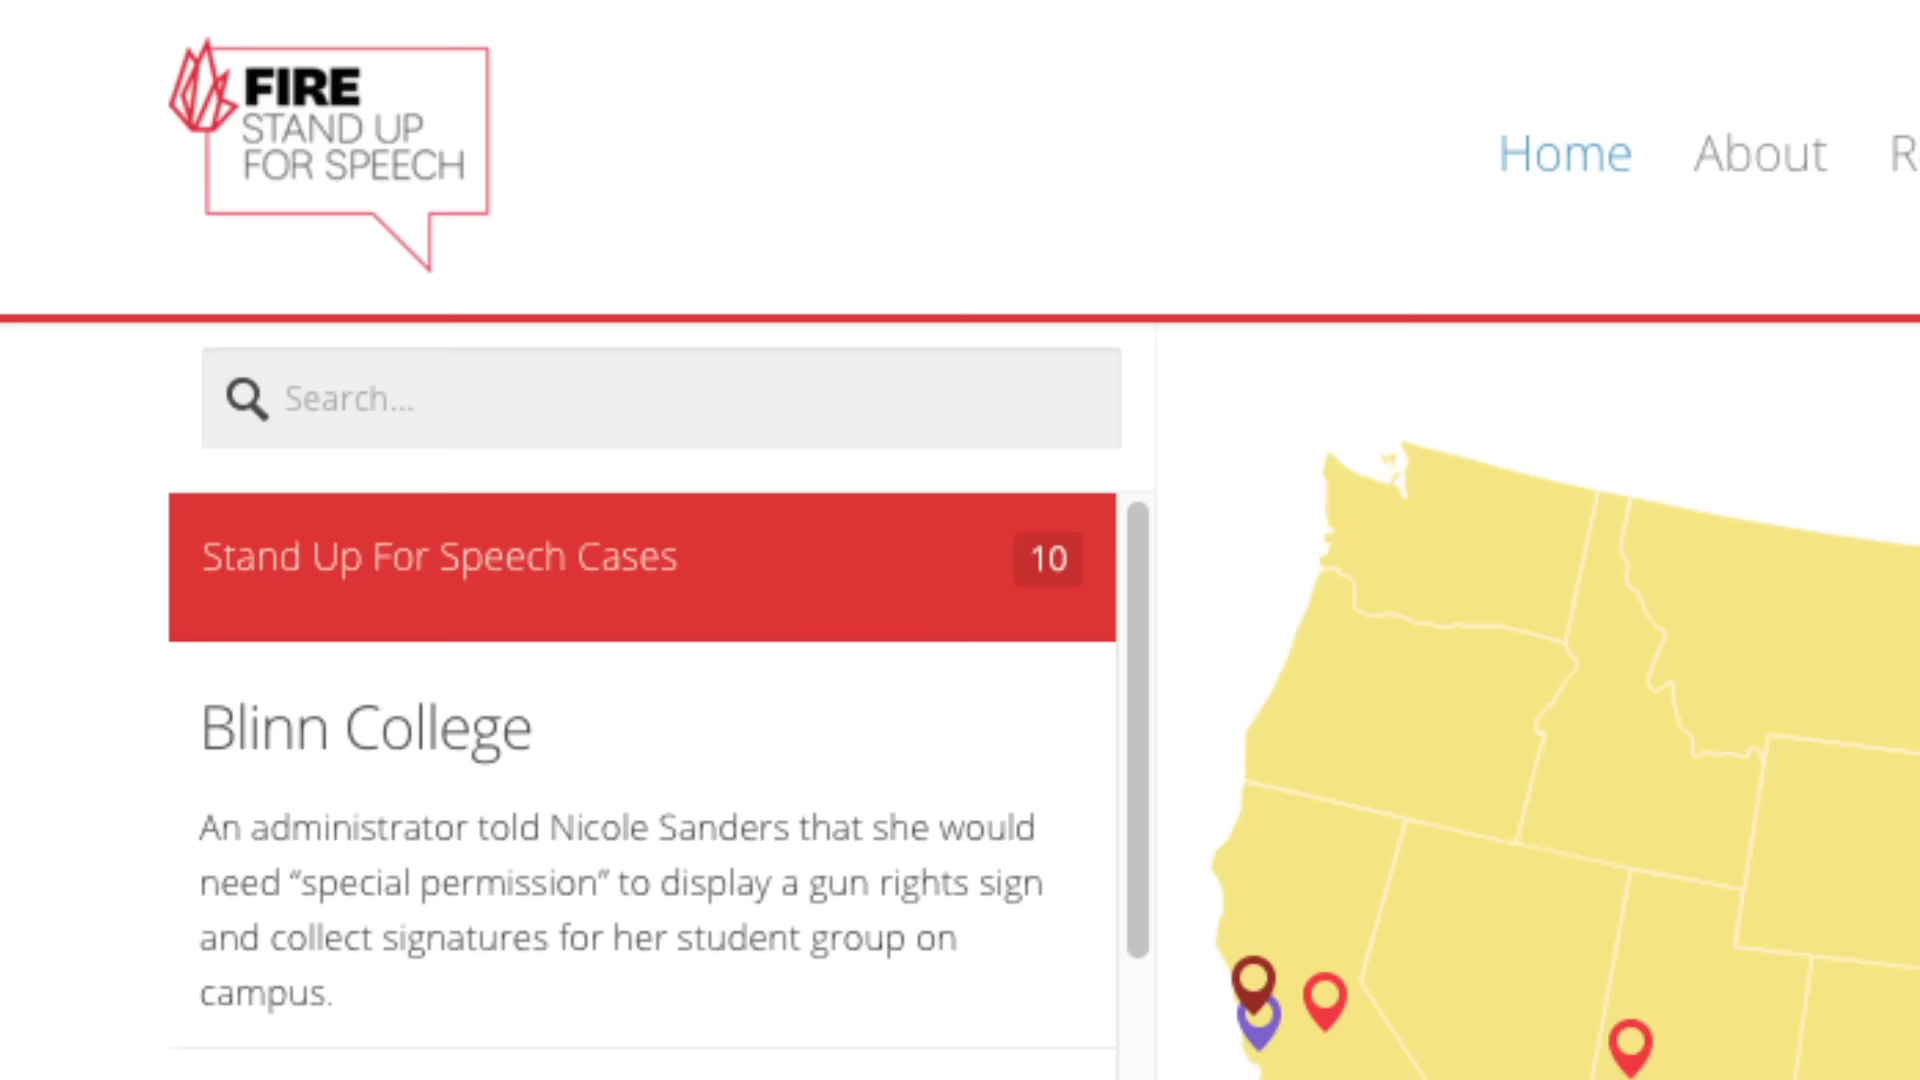 FIRE
STAND UP
FOR SPEECH
Home About R
Search...
Stand Up For Speech Cases 10
Blinn College
An administrator told Nicole Sanders that she would
need “special permission” to display a gun rights sign
and collect signatures for her student group on
campus.